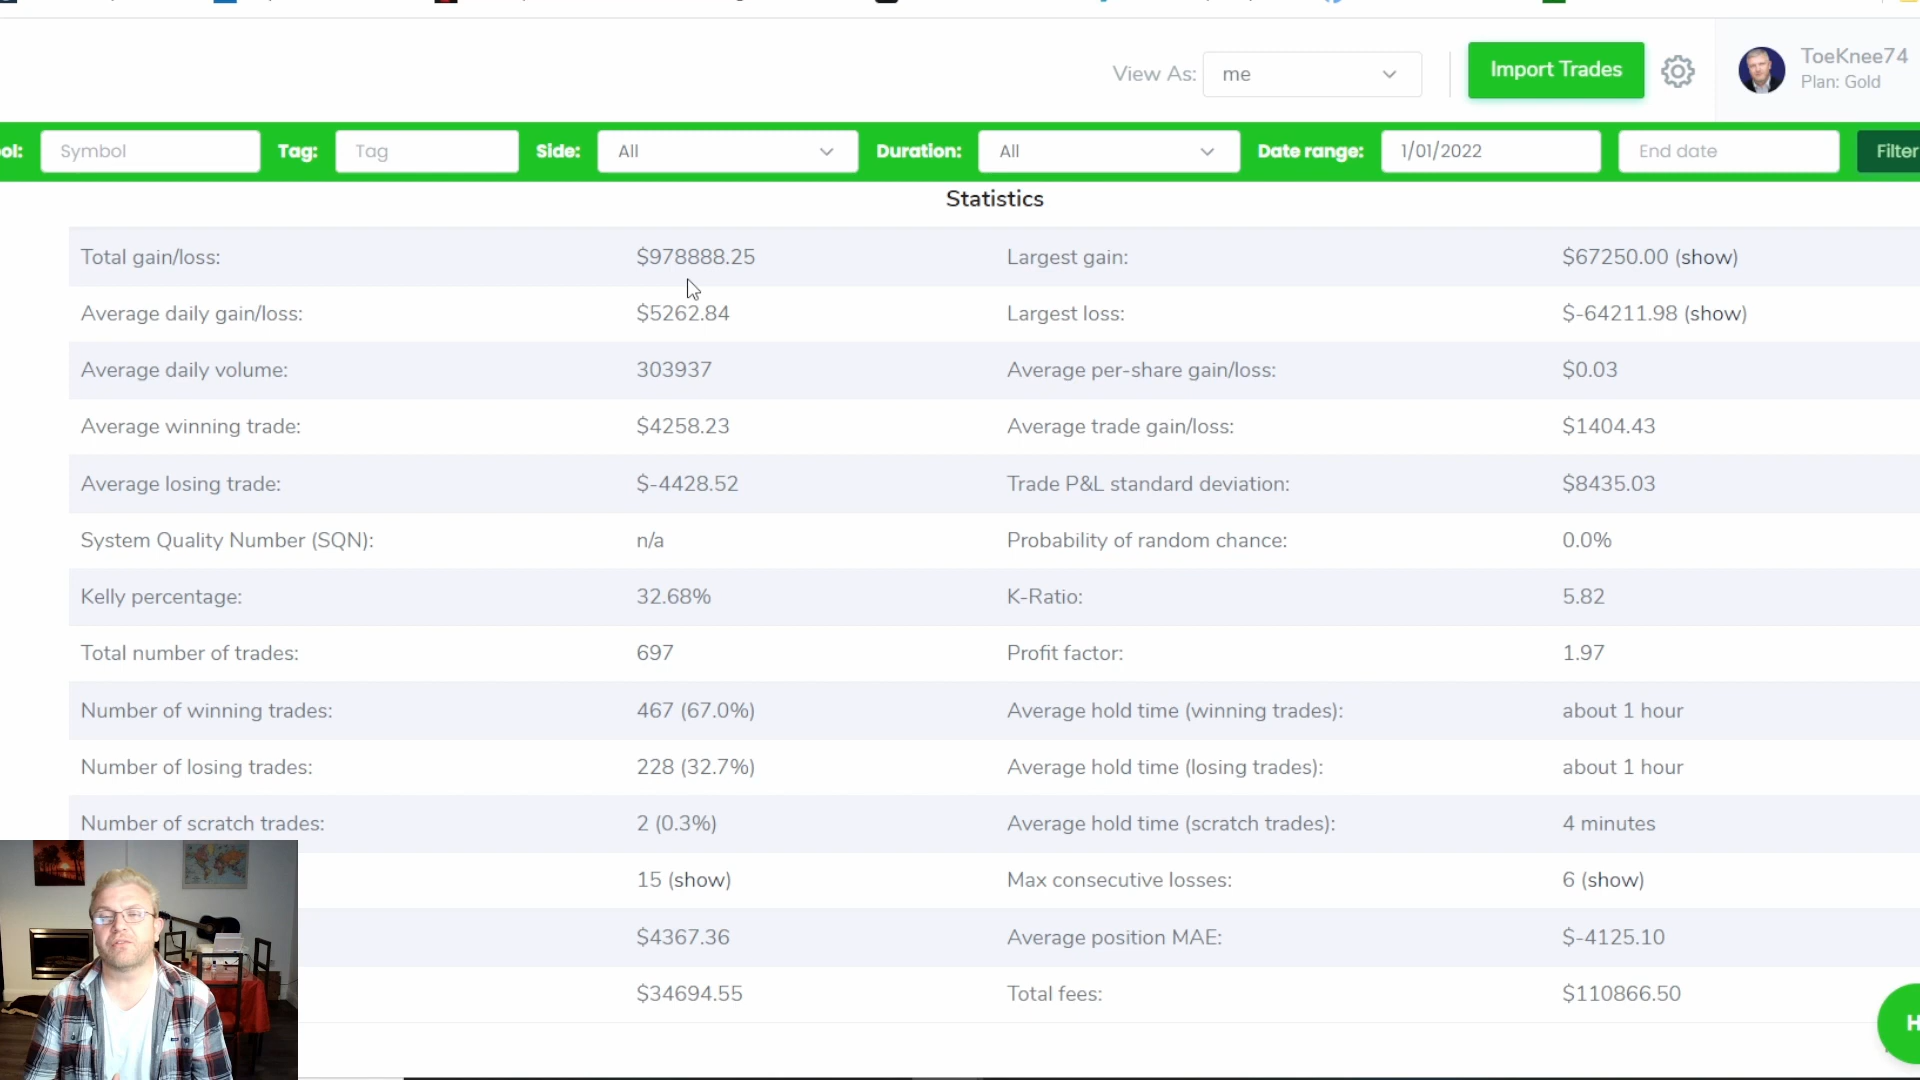 View As: me Import Trades ToeKnee74
Plan: Gold
ol: Symbol Tag: Tag Side: All Duration: All Date range: 1/01/2022 End date Filter
Statistics
Total gain/loss: $978888.25 Largest gain: $67250.00 (show)
Average daily gain/loss: $5262.84 Largest loss: $-64211.98 (show)
Average daily volume: 303937 Average per-share gain/loss: $0.03
Average winning trade: $4258.23 Average trade gain/loss: $1404.43
Average losing trade: $-4428.52 Trade P&L standard deviation: $8435.03
System Quality Number (SQN): n/a Probability of random chance: 0.0%
Kelly percentage: 32.68% K-Ratio: 5.82
Total number of trades: 697 Profit factor: 1.97
Number of winning trades: 467 (67.0%) Average hold time (winning trades): about 1 hour
Number of losing trades: 228 (32.7%) Average hold time (losing trades): about 1 hour
Number of scratch trades: 2 (0.3%) Average hold time (scratch trades): 4 minutes
15 (show) Max consecutive losses: 6 (show)
$4367.36 Average position MAE: $-4125.10
$34694.55 Total fees: $110866.50
H